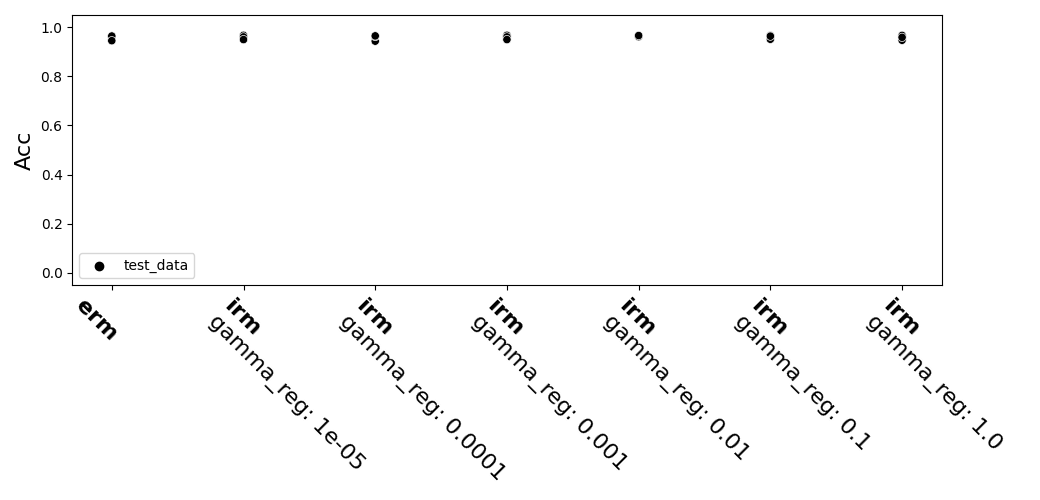 1.0
0.8
0.6
0.4
0.2
0.0
Acc
test_data
erm
irm
gamma_reg: 1e-05
irm
gamma_reg: 0.0001
irm
gamma_reg: 0.001
irm
gamma_reg: 0.01
irm
gamma_reg: 0.1
irm
gamma_reg: 1.0